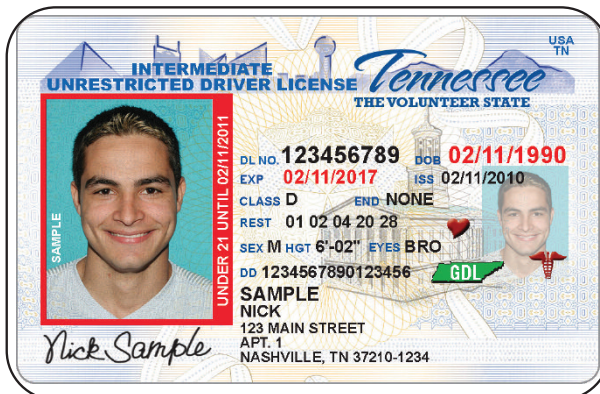 USA
TN
INTERMEDIATE
UNRESTRICTED DRIVER LICENSE
Tennessee
THE VOLUNTEER STATE
SAMPLE
UNDER 21 UNTIL 02/11/2011
DL NO. 123456789 DOB 02/11/1990
EXP 02/11/2017 ISS 02/11/2010
CLASS D END NONE
REST 01 02 04 20 28
SEX M HGT 6'-02" EYES BRO
DD 1234567890123456 GDL
SAMPLE
NICK
123 MAIN STREET
APT. 1
NASHVILLE, TN 37210-1234
Nick Sample